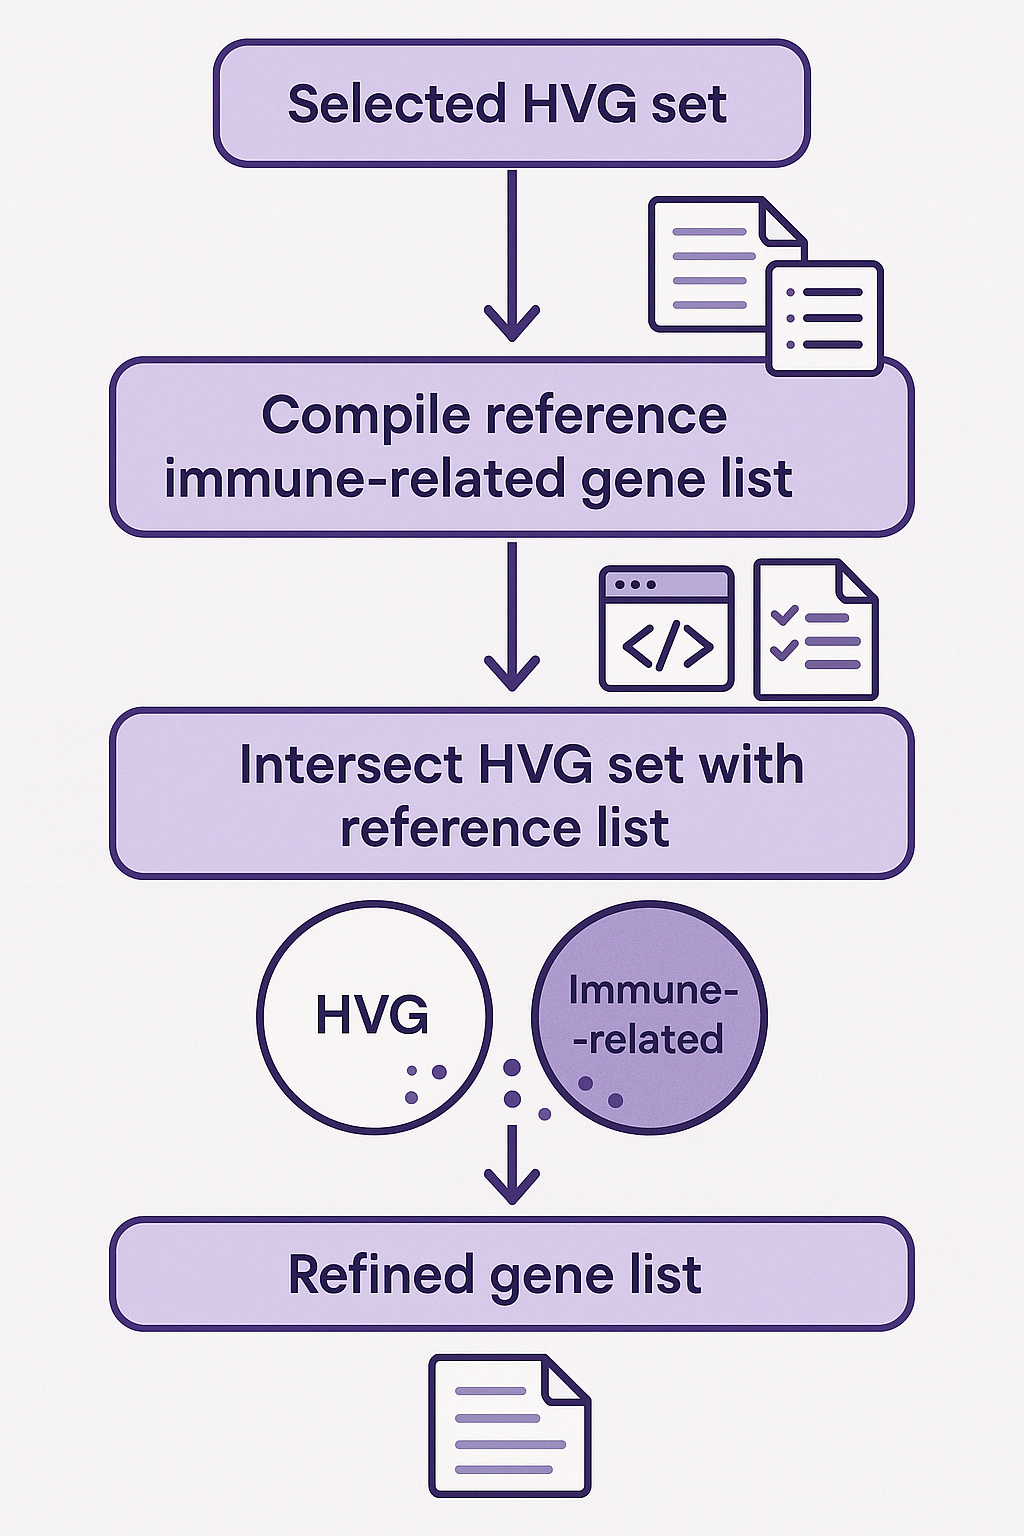 Selected HVG set
Compile reference
immune-related gene list
</>
Intersect HVG set with
reference list
HVG
Immune-
-related
Refined gene list